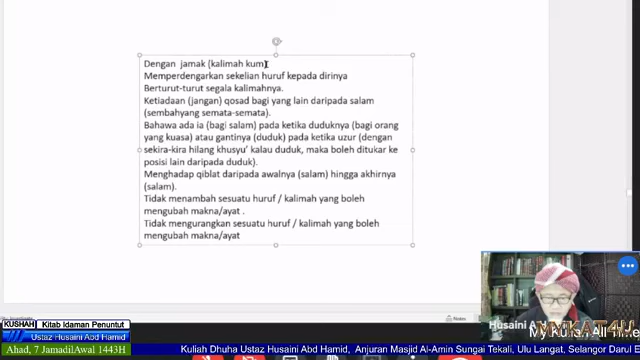 Dengan jamak {kalimah kum}
Memperdengarkan sekelian huruf kepada dirinya
Berturut-turut segala kalimahnya.
Ketiadaan (jangan) qosad bagi yang lain daripada salam
(sembahyang semata-semata).
Bahawa ada ia (bagi salam) pada ketika duduknya (bagi orang
yang kuasa) atau gantinya (duduk) pada ketika uzur (dengan
sekira-kira hilang khusyu' kalau duduk, maka boleh ditukar ke
posisi lain daripada duduk}.
Menghadap qiblat daripada awalnya (salam) hingga akhirnya
(salam).
Tidak menambah sesuatu huruf / kalimah yang boleh
mengubah makna/ayat .
Tidak mengurangkan sesuatu huruf / kalimah yang boleh
mengubah makna/ayat
Notes
Husaini A
My Kuliah All Time
KUSHAH Kitab Idaman Penuntut
Ustaz Husaini Abd Hamid
Ahad, 7 JamadilAwal 1443H
Kuliah Dhuha Ustaz Husaini Abd Hamid, Anjuran Masjid Al-Amin Sungai Tekali, Ulu Langat, Selangor Darul E